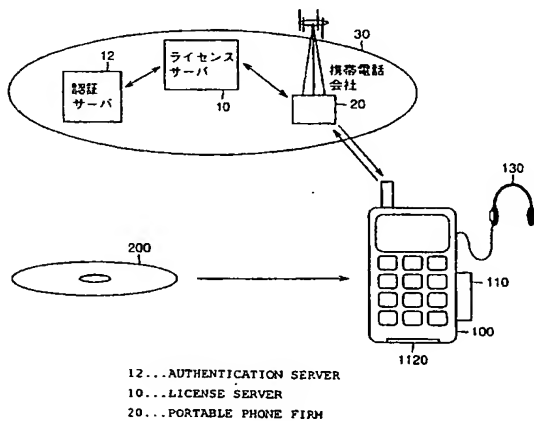 30
12
ライセンス
サーバ
携帯電話
会社
認証
サーバ
10
20
130
200
110
100
1120
12...AUTHENTICATION SERVER
10...LICENSE SERVER
20...PORTABLE PHONE FIRM